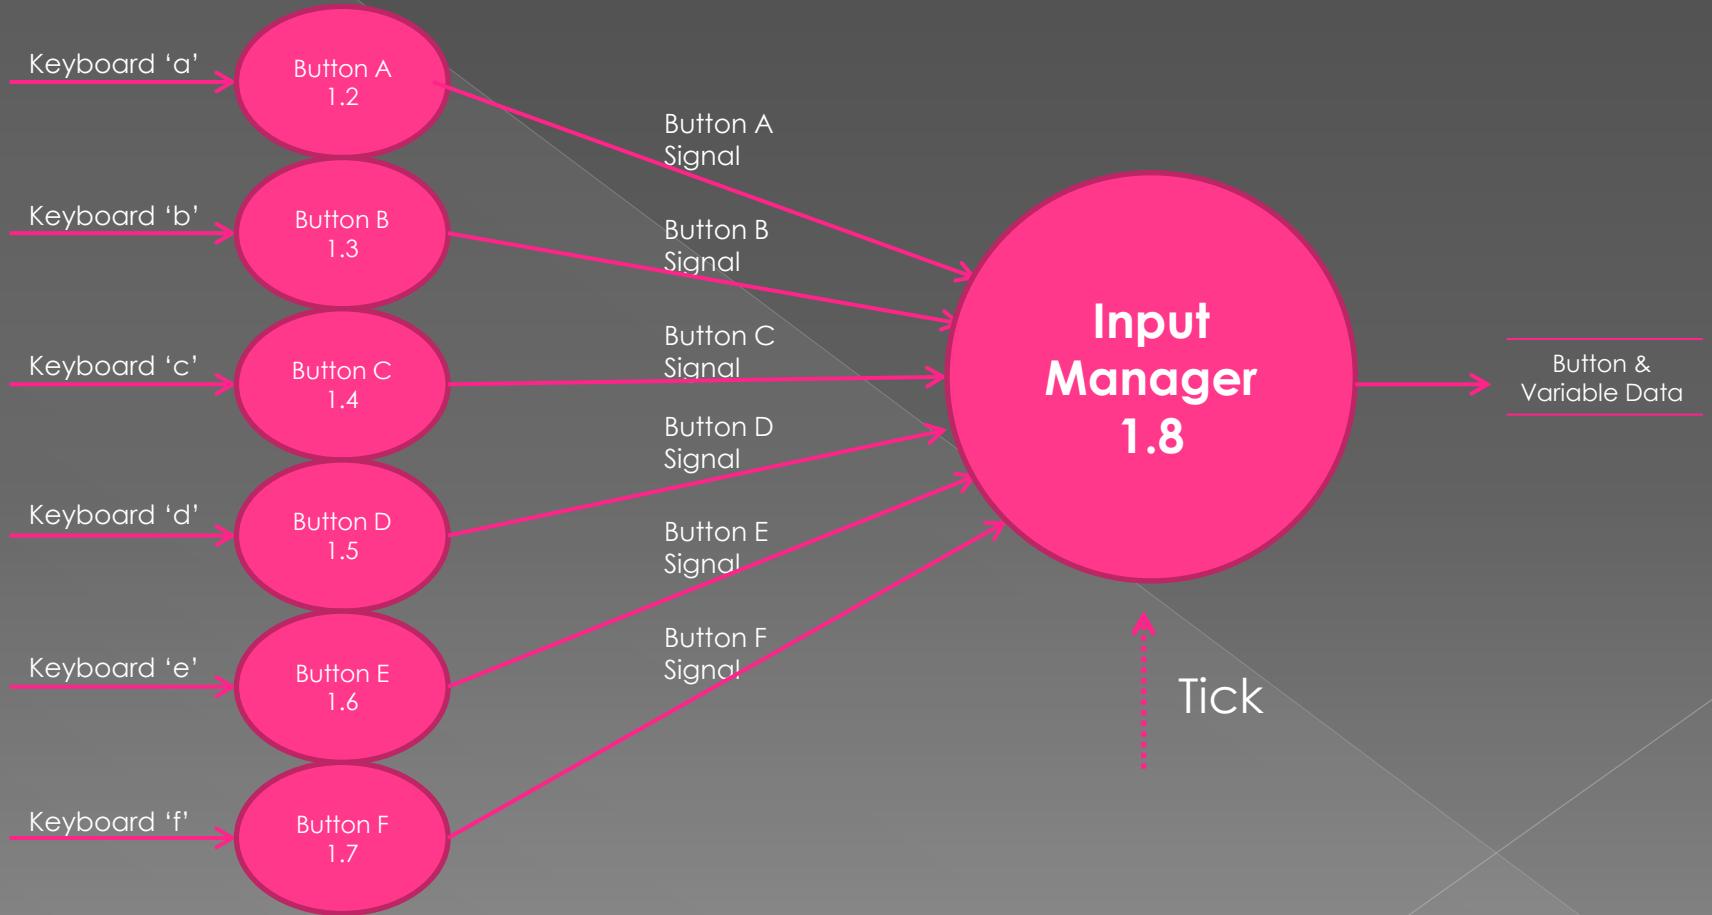 Keyboard ‘a’
Button A
1.2
Button A
Signal
Keyboard ‘b’
Button B
1.3
Button B
Signal
Keyboard ‘c’
Button C
1.4
Button C
Signal
Keyboard ‘d’
Button D
1.5
Button D
Signal
Keyboard ‘e’
Button E
1.6
Button E
Signal
Keyboard ‘f’
Button F
1.7
Button F
Signal
Input
Manager
1.8
Tick
Button &
Variable Data